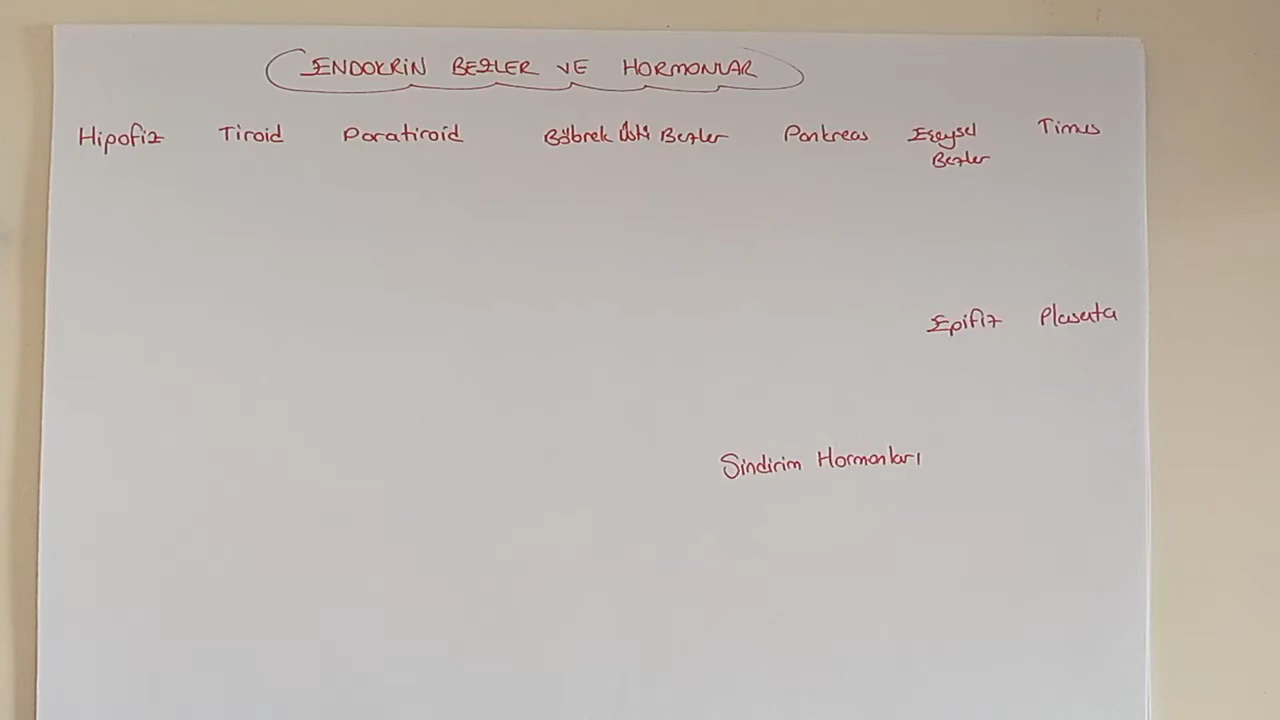 ENDOKRİN BEZLER VE HORMONLAR
Hipofiz Tiroid Paratiroid Böbrek Üstü Bezler Pankreas Eşeysel Bezler Timus
Epifiz Plasenta
Sindirim Hormonları